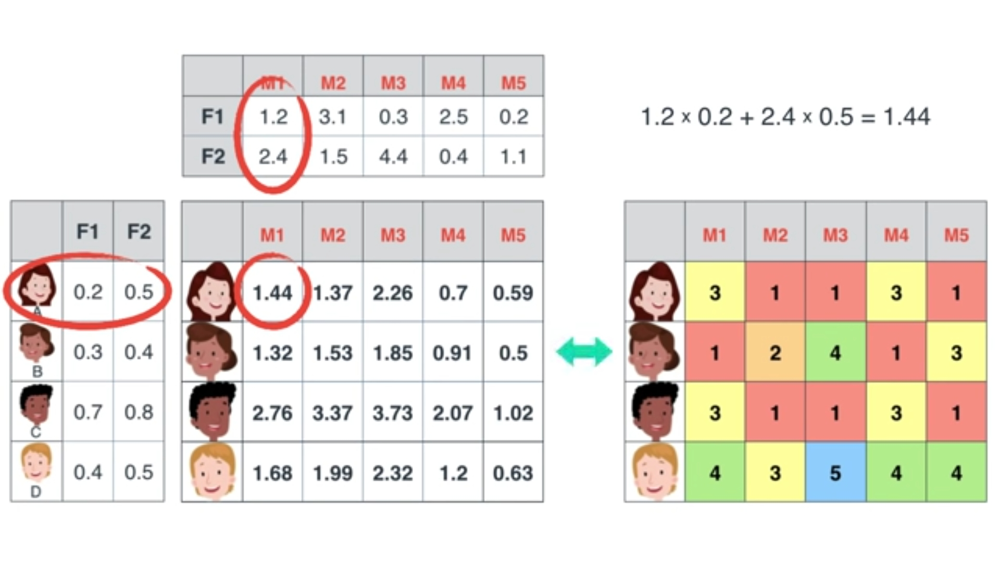 M1 M2 M3 M4 M5
F1 1.2 3.1 0.3 2.5 0.2
F2 2.4 1.5 4.4 0.4 1.1
1.2 × 0.2 + 2.4 × 0.5 = 1.44
F1 F2
A 0.2 0.5
B 0.3 0.4
C 0.7 0.8
D 0.4 0.5
M1 M2 M3 M4 M5
1.44 1.37 2.26 0.7 0.59
1.32 1.53 1.85 0.91 0.5
2.76 3.37 3.73 2.07 1.02
1.68 1.99 2.32 1.2 0.63
M1 M2 M3 M4 M5
3 1 1 3 1
1 2 4 1 3
3 1 1 3 1
4 3 5 4 4